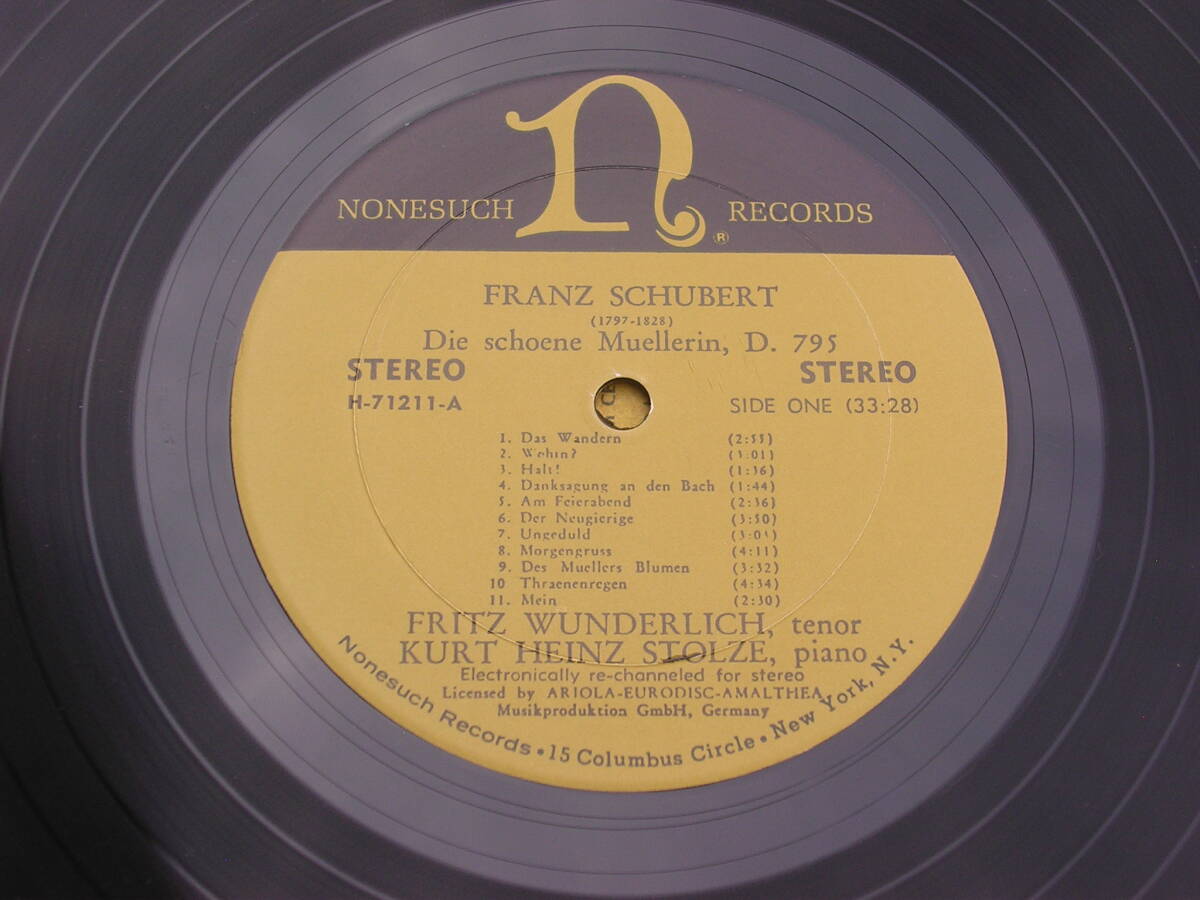 n
NONESUCH RECORDS
®
FRANZ SCHUBERT
(1797-1828)
Die schoene Muellerin, D. 795
STEREO STEREO
H-71211-A SIDE ONE (33:28)
1. Das Wandern (2:55)
2. Wohin? (3:01)
3. Halt! (1:36)
4. Danksagung an den Bach (1:44)
5. Am Feierabend (2:36)
6. Der Neugierige (3:50)
7. Ungeduld
8. Morgengruss (4:11)
9. Des Muellers Blumen (3:32)
10 Thraenenregen (4:34)
11. Mein (2:30)
FRITZ WUNDERLICH, tenor
KURT HEINZ STOLZE, piano
Electronically re-channeled for stereo
Licensed by ARIOLA-EURODISC-AMALTHEA
Musikproduktion GmbH, Germany
Nonesuch Records • 15 Columbus Circle • New York, N.Y.